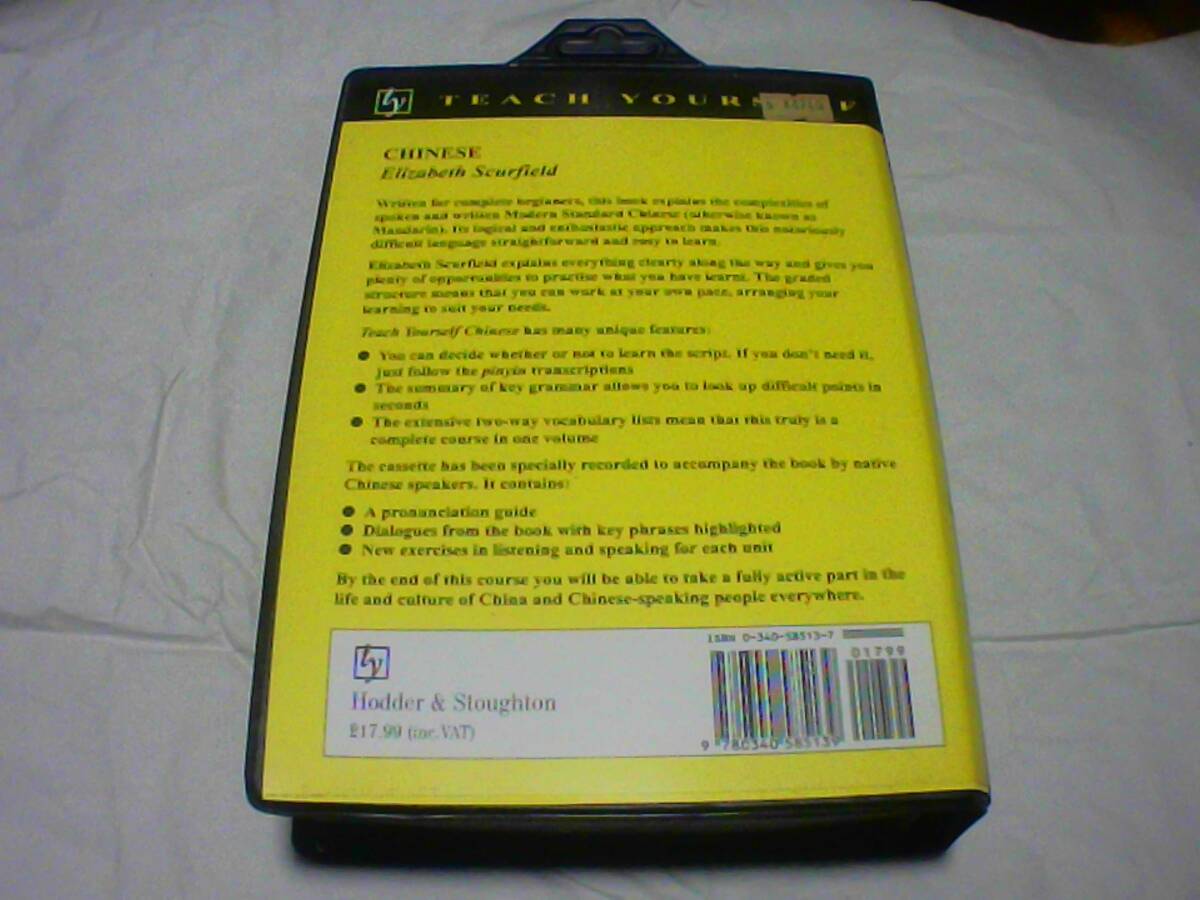 ty TEACH YOURS F
CHINESE
Elizabeth Scurfield
Written for complete beginners, this book explains the complexities of
spoken and written Modern Standard Chinese (otherwise known as
Mandarin). Its logical and enthusiastic approach makes this notoriously
difficult language straightforward and easy to learn.
Elizabeth Scurfield explains everything clearly along the way and gives you
plenty of opportunities to practise what you have learnt. The graded
structure means that you can work at your own pace, arranging your
learning to suit your needs.
Teach Yourself Chinese has many unique features:
● You can decide whether or not to learn the script. If you don't need it,
just follow the pinyin transcriptions
● The summary of key grammar allows you to look up difficult points in
seconds
● The extensive two-way vocabulary lists mean that this truly is a
complete course in one volume
The cassette has been specially recorded to accompany the book by native
Chinese speakers. It contains:
● A pronunciation guide
● Dialogues from the book with key phrases highlighted
● New exercises in listening and speaking for each unit
By the end of this course you will be able to take a fully active part in the
life and culture of China and Chinese-speaking people everywhere.
ISBN 0-340-58513-7
01799
ty
Hodder & Stoughton
£17.99 (inc. VAT)
9 780340 585139